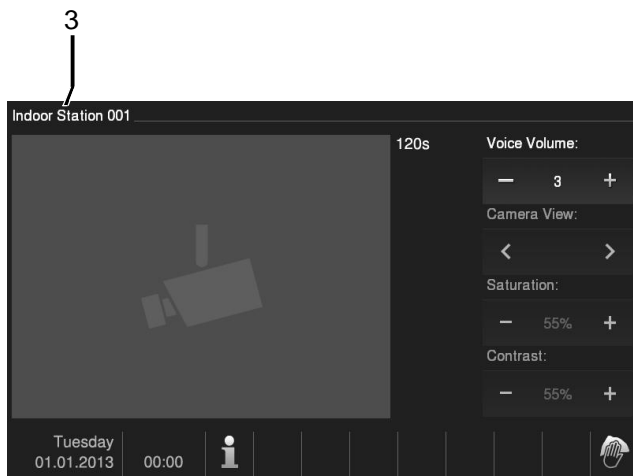 3
Indoor Station 001
120s
Voice Volume:
− 3 +
Camera View:
< >
Saturation:
− 55% +
Contrast:
− 55% +
Tuesday
01.01.2013 00:00 i